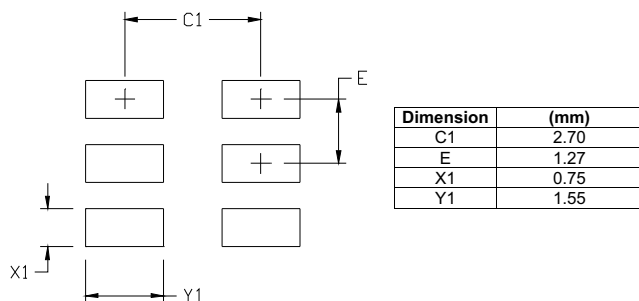 C1
E
X1
Y1
Dimension (mm)
C1 2.70
E 1.27
X1 0.75
Y1 1.55